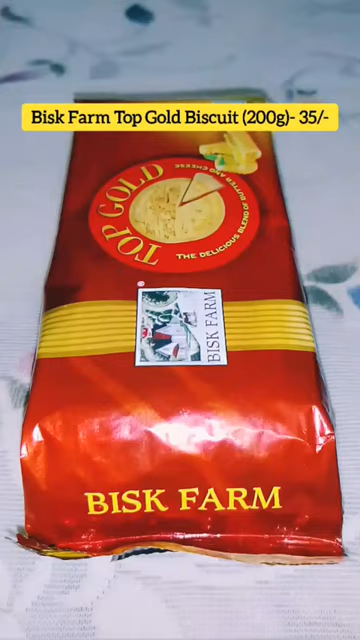 Bisk Farm Top Gold Biscuit (200g)- 35/-
TOP GOLD
THE DELICIOUS BLEND OF BUTTER AND CHEESE
BISK FARM
BISK FARM